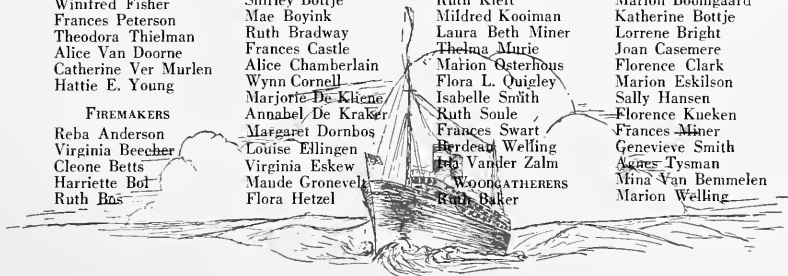 Winifred Fisher
Frances Peterson
Theodora Thielman
Alice Van Doorne
Catherine Ver Murlen
Hattie E. Young
FIREMAKERS
Reba Anderson
Virginia Beecher
Cleone Betts
Harriette Bol
Ruth Bos
Shirley Bottje
Mae Boyink
Ruth Bradway
Frances Castle
Alice Chamberlain
Wynn Cornell
Marjorie De Kliene
Annabel De Kraker
Margaret Dornbos
Louise Ellingen
Virginia Eskew
Maude Gronevelt
Flora Hetzel
Ruth Kleft
Mildred Kooiman
Laura Beth Miner
Thelma Murie
Marion Osterhous
Flora L. Quigley
Isabelle Smith
Ruth Soule
Frances Swart
Berdean Welling
Ida Vander Zalm
WOODGATHERERS
Ruth Baker
Marion Boomgaard
Katherine Bottje
Lorrene Bright
Joan Casemere
Florence Clark
Marion Eskilson
Sally Hansen
Florence Kueken
Frances Miner
Genevieve Smith
Agnes Tysman
Mina Van Bemmelen
Marion Welling